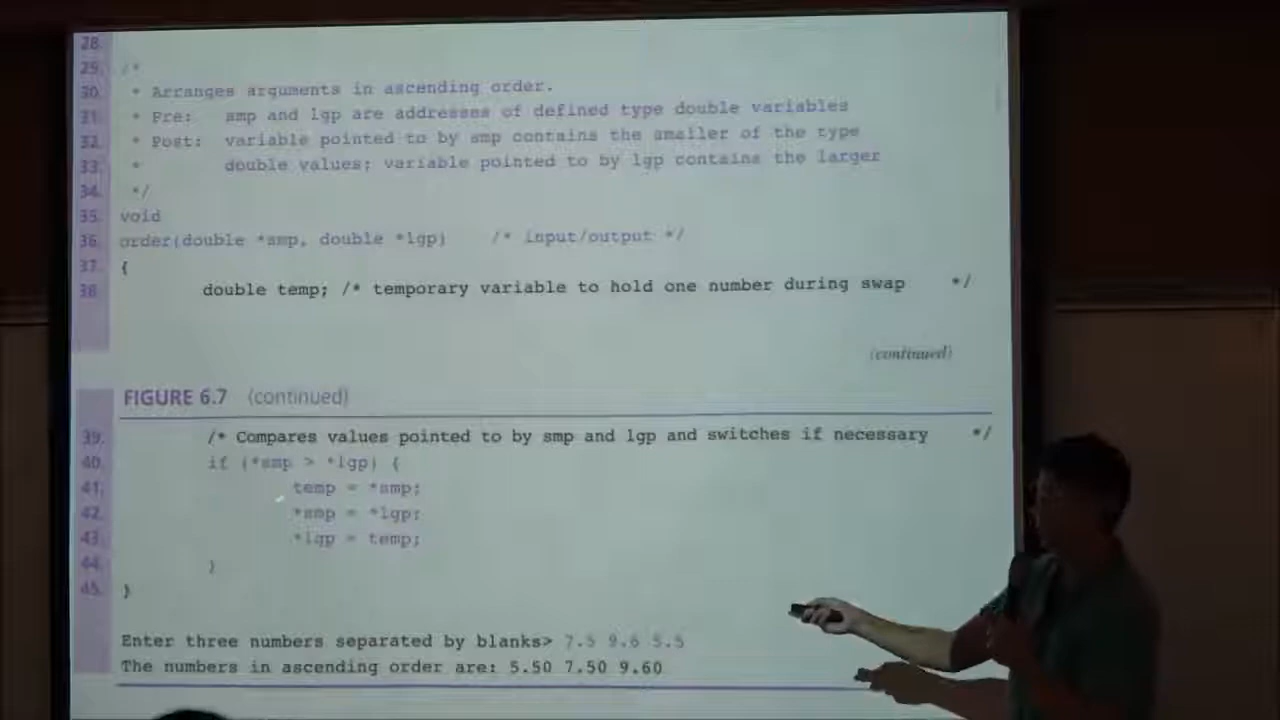 28.
29. /*
30. * Arranges arguments in ascending order.
31. * Pre: smp and lgp are addresses of defined type double variables
32. * Post: variable pointed to by smp contains the smaller of the type
33. * double values; variable pointed to by lgp contains the larger
34. */
35. void
36. order(double *smp, double *lgp) /* input/output */
37. {
38. double temp; /* temporary variable to hold one number during swap */
(continued)
FIGURE 6.7 (continued)
39. /* Compares values pointed to by smp and lgp and switches if necessary */
40. if (*smp > *lgp) {
41. temp = *smp;
42. *smp = *lgp;
43. *lgp = temp;
44. }
45. }
Enter three numbers separated by blanks> 7.5 9.6 5.5
The numbers in ascending order are: 5.50 7.50 9.60